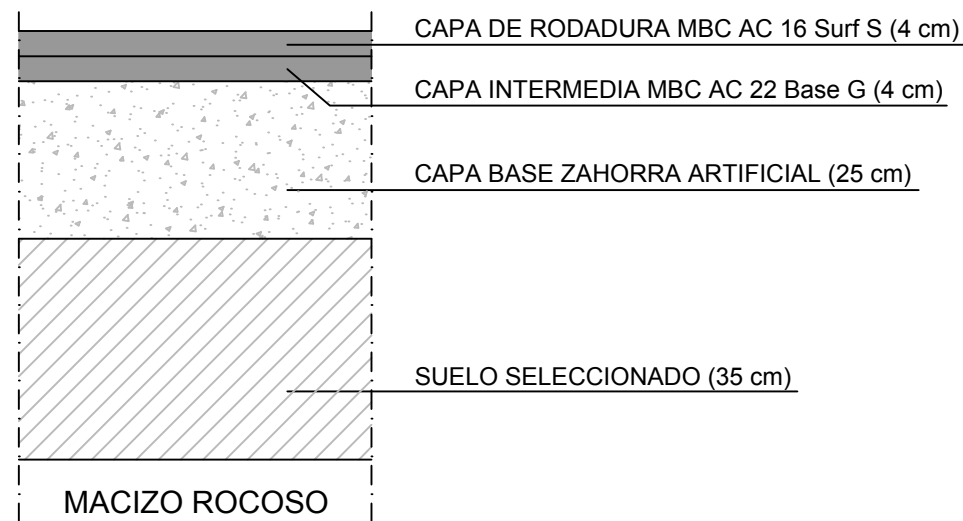 CAPA DE RODADURA MBC AC 16 Surf S (4 cm)
CAPA INTERMEDIA MBC AC 22 Base G (4 cm)
CAPA BASE ZAHORRA ARTIFICIAL (25 cm)
SUELO SELECCIONADO (35 cm)
MACIZO ROCOSO